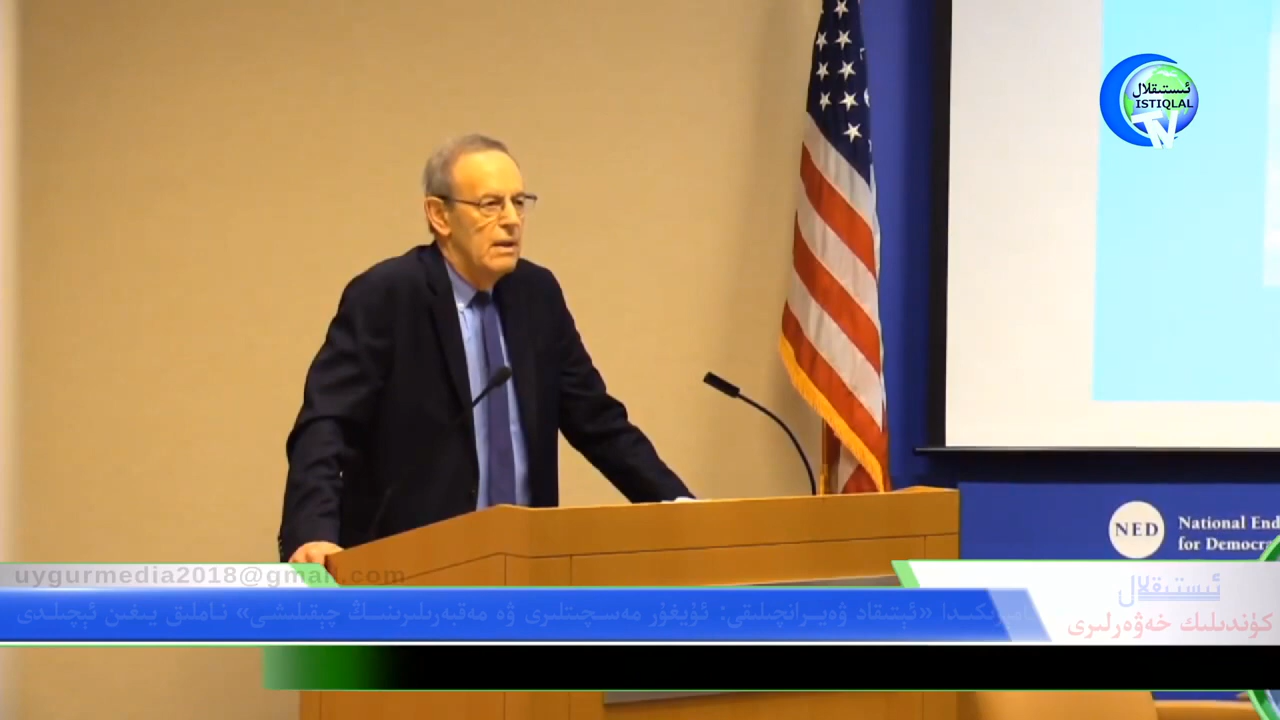 ئىستىقلال
ISTIQLAL
TV
NED
National End
for Democra
uygurmedia2018@gmail.com
ئامېرىكىدا «ئېتىقاد ۋەيرانچىلىقى: ئۇيغۇر مەسچىتلىرى ۋە مەقبەرىلىرىنىڭ چېقىلىشى» ناملىق يىغىن ئېچىلدى
ئىستىقلال
كۈندىلىك خەۋەرلىرى